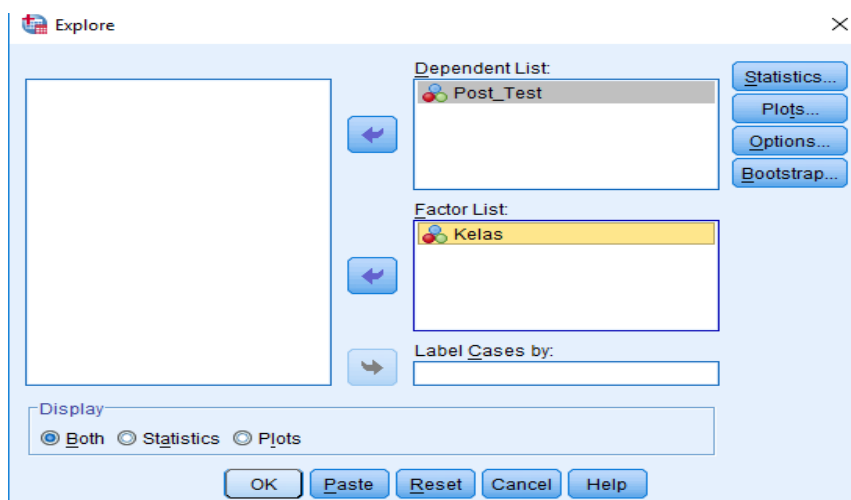 Explore
Dependent List:
Post_Test
Statistics...
Plots...
Options...
Bootstrap...
Factor List:
Kelas
Label Cases by:
Display
Both Statistics Plots
OK Paste Reset Cancel Help